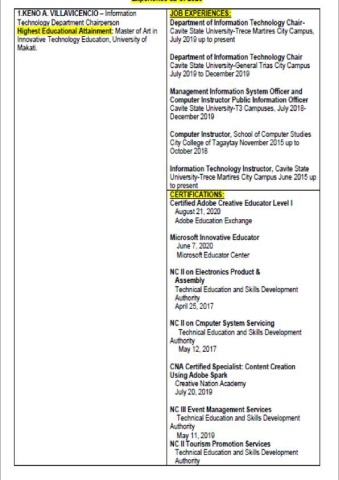 1.KENO A. VILLAVICENCIO – Information
Technology Department Chairperson
Highest Educational Attainment: Master of Art in
Innovative Technology Education, University of
Makati.
JOB EXPERIENCES:
Department of Information Technology Chair-
Cavite State University-Trece Martires City Campus,
July 2019 up to present
Department of Information Technology Chair
Cavite State University-General Trias City Campus
July 2019 to December 2019
Management Information System Officer and
Computer Instructor Public Information Officer
Cavite State University-T3 Campuses, July 2018-
December 2019
Computer Instructor, School of Computer Studies
City College of Tagaytay November 2015 up to
October 2018
Information Technology Instructor, Cavite State
University-Trece Martires City Campus June 2015 up
to present
CERTIFICATIONS:
Certified Adobe Creative Educator Level I
August 21, 2020
Adobe Education Exchange
Microsoft Innovative Educator
June 7, 2020
Microsoft Educator Center
NC II on Electronics Product &
Assembly
Technical Education and Skills Development
Authority
April 25, 2017
NC II on Cmputer System Servicing
Technical Education and Skills Development
Authority
May 12, 2017
CNA Certified Specialist: Content Creation
Using Adobe Spark
Creative Nation Academy
July 20, 2019
NC III Event Management Services
Technical Education and Skills Development
Authority
May 11, 2019
NC II Tourism Promotion Services
Technical Education and Skills Development
Authority